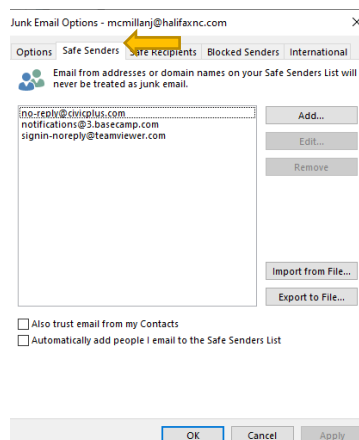 Junk Email Options - mcmillanj@halifaxnc.com
Options Safe Senders Safe Recipients Blocked Senders International
Email from addresses or domain names on your Safe Senders List will
never be treated as junk email.
no-reply@civicplus.com
notifications@3.basecamp.com
signin-noreply@teamviewer.com
Add...
Edit...
Remove
Import from File...
Export to File...
Also trust email from my Contacts
Automatically add people I email to the Safe Senders List
OK Cancel Apply